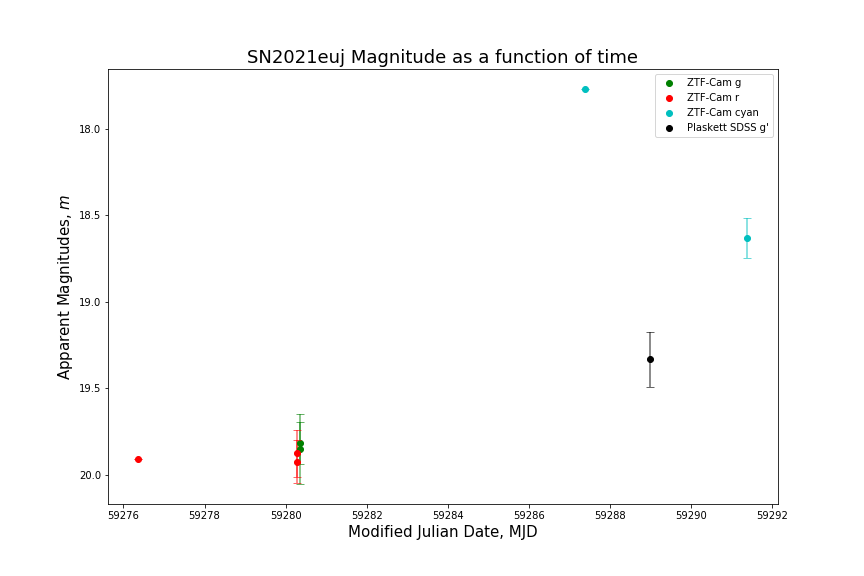 SN2021euj Magnitude as a function of time
ZTF-Cam g
ZTF-Cam r
ZTF-Cam cyan
Plaskett SDSS g'
Apparent Magnitudes, m
18.0
18.5
19.0
19.5
20.0
59276 59278 59280 59282 59284 59286 59288 59290 59292
Modified Julian Date, MJD